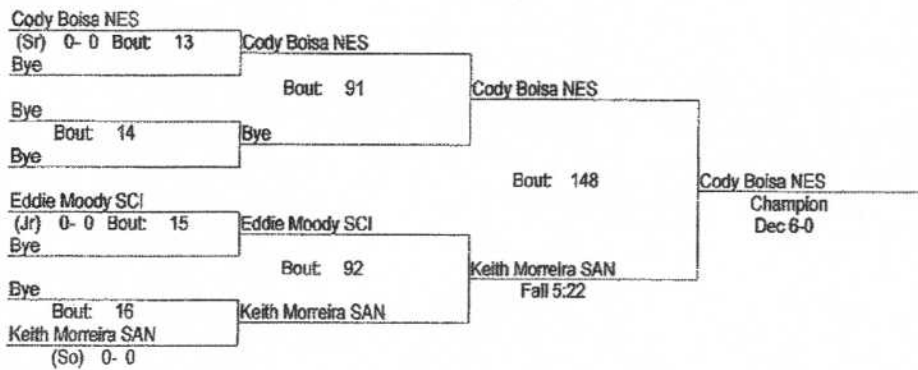 Cody Boisa NES
(Sr) 0- 0 Bout: 13
Bye
Cody Boisa NES
Bout: 91
Bye
Bout: 14
Bye
Bye
Cody Boisa NES
Eddie Moody SCI
(Jr) 0- 0 Bout: 15
Bye
Eddie Moody SCI
Bout: 92
Bye
Bout: 16
Keith Morreira SAN
(So) 0- 0
Keith Morreira SAN
Keith Morreira SAN
Fall 5:22
Bout: 148
Cody Boisa NES
Champion
Dec 6-0